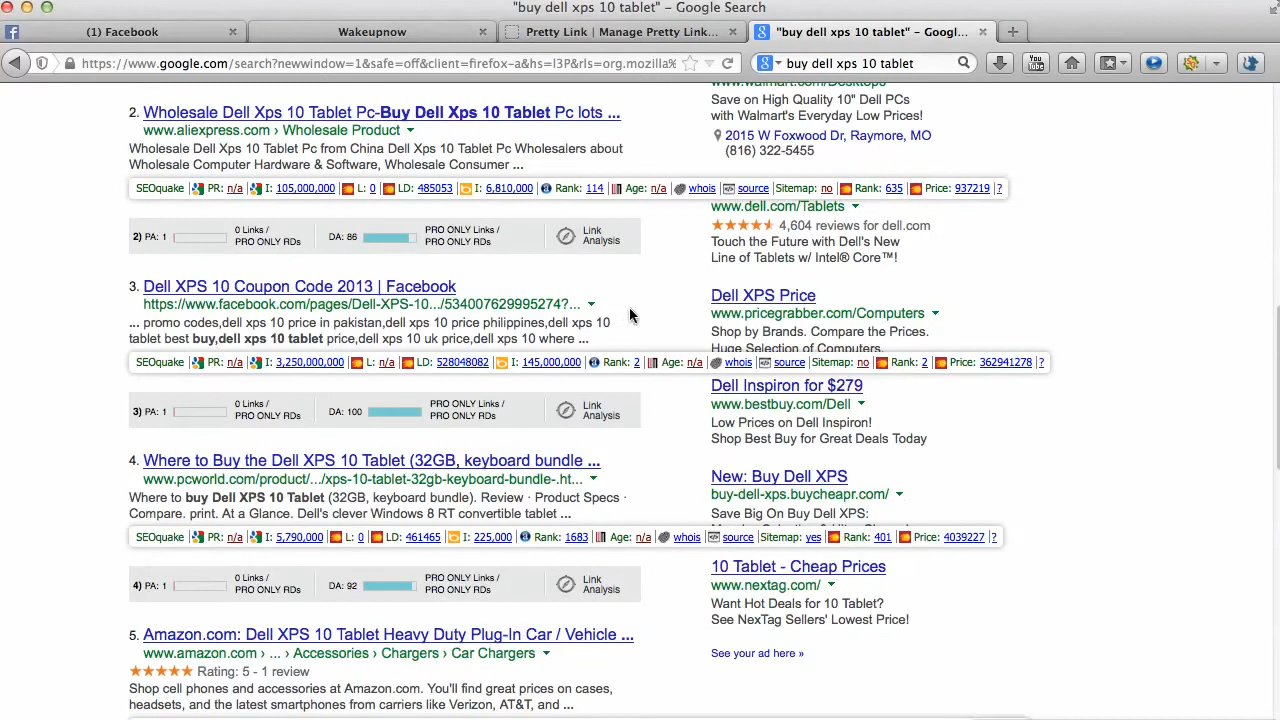 "buy dell xps 10 tablet" - Google Search
(1) Facebook
Wakeupnow
Pretty Link | Manage Pretty Link...
"buy dell xps 10 tablet" - Googl...
https://www.google.com/search?newwindow=1&safe=off&client=firefox-a&hs=l3P&rls=org.mozilla%
buy dell xps 10 tablet
2. Wholesale Dell Xps 10 Tablet Pc-Buy Dell Xps 10 Tablet Pc lots ...
www.aliexpress.com › Wholesale Product
Wholesale Dell Xps 10 Tablet Pc from China Dell Xps 10 Tablet Pc Wholesalers about
Wholesale Computer Hardware & Software, Wholesale Consumer ...
SEOquake PR: n/a I: 105,000,000 L: 0 LD: 485053 I: 6,810,000 Rank: 114 Age: n/a whois source Sitemap: no Rank: 635 Price: 937219 ?
2) PA: 1 0 Links / PRO ONLY RDs DA: 86 PRO ONLY Links / PRO ONLY RDs Link Analysis
3. Dell XPS 10 Coupon Code 2013 | Facebook
https://www.facebook.com/pages/Dell-XPS-10.../534007629995274?...
... promo codes,dell xps 10 price in pakistan,dell xps 10 price philippines,dell xps 10
tablet best buy,dell xps 10 tablet price,dell xps 10 uk price,dell xps 10 where ...
SEOquake PR: n/a I: 3,250,000,000 L: n/a LD: 528048082 I: 145,000,000 Rank: 2 Age: n/a whois source Sitemap: no Rank: 2 Price: 362941278 ?
3) PA: 1 0 Links / PRO ONLY RDs DA: 100 PRO ONLY Links / PRO ONLY RDs Link Analysis
4. Where to Buy the Dell XPS 10 Tablet (32GB, keyboard bundle ...
www.pcworld.com/product/.../xps-10-tablet-32gb-keyboard-bundle-.ht...
Where to buy Dell XPS 10 Tablet (32GB, keyboard bundle). Review · Product Specs ·
Compare. print. At a Glance. Dell's clever Windows 8 RT convertible tablet ...
SEOquake PR: n/a I: 5,790,000 L: 0 LD: 461465 I: 225,000 Rank: 1683 Age: n/a whois source Sitemap: yes Rank: 401 Price: 4039227 ?
4) PA: 1 0 Links / PRO ONLY RDs DA: 92 PRO ONLY Links / PRO ONLY RDs Link Analysis
5. Amazon.com: Dell XPS 10 Tablet Heavy Duty Plug-In Car / Vehicle ...
www.amazon.com › ... › Accessories › Chargers › Car Chargers
Rating: 5 - 1 review
Shop cell phones and accessories at Amazon.com. You'll find great prices on cases,
headsets, and the latest smartphones from carriers like Verizon, AT&T, and ...
www.walmart.com/Desktops
Save on High Quality 10" Dell PCs
with Walmart's Everyday Low Prices!
2015 W Foxwood Dr, Raymore, MO
(816) 322-5455
www.dell.com/Tablets
4,604 reviews for dell.com
Touch the Future with Dell's New
Line of Tablets w/ Intel® Core™!
Dell XPS Price
www.pricegrabber.com/Computers
Shop by Brands. Compare the Prices.
Huge Selection of Computers.
Dell Inspiron for $279
www.bestbuy.com/Dell
Low Prices on Dell Inspiron!
Shop Best Buy for Great Deals Today
New: Buy Dell XPS
buy-dell-xps.buycheapr.com/
Save Big On Buy Dell XPS:
10 Tablet - Cheap Prices
www.nextag.com/
Want Hot Deals for 10 Tablet?
See NexTag Sellers' Lowest Price!
See your ad here »